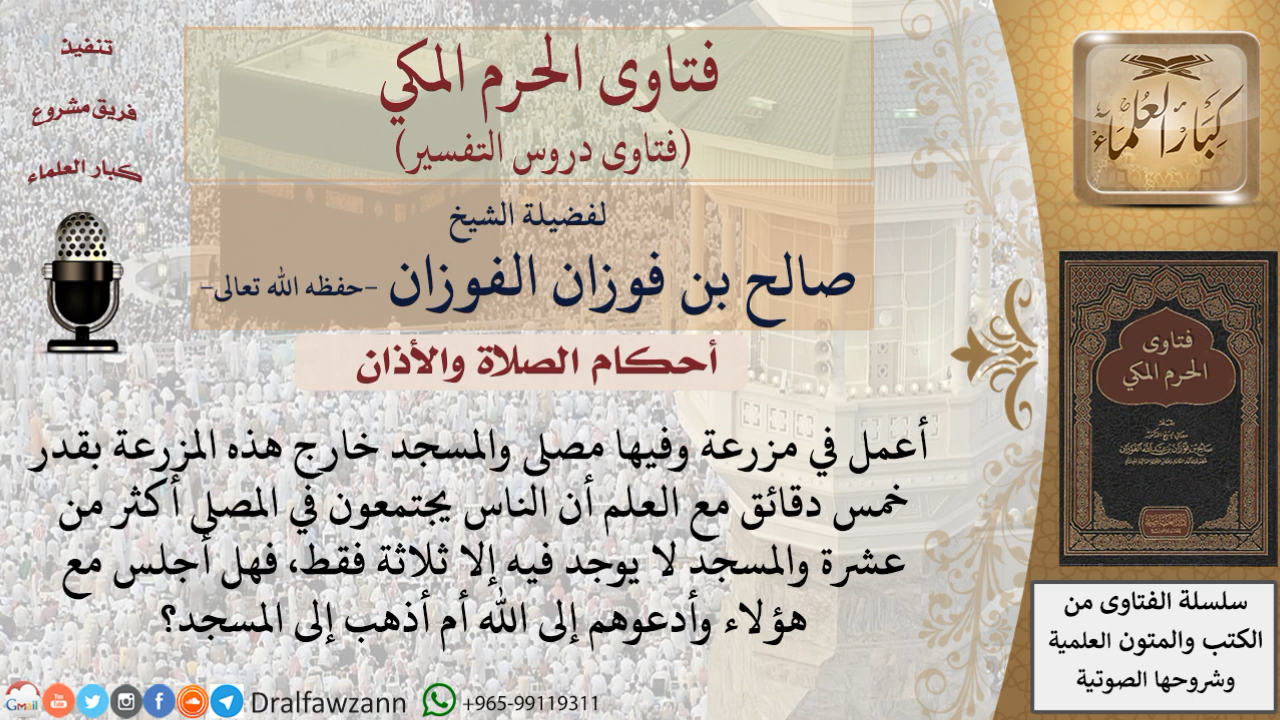 تنفيذ
فريق مشروع
كبار العلماء
فتاوى الحرم المكي
(فتاوى دروس التفسير)
لفضيلة الشيخ
صالح بن فوزان الفوزان -حفظه الله تعالى-
أحكام الصلاة والأذان
أعمل في مزرعة وفيها مصلى والمسجد خارج هذه المزرعة بقدر
خمس دقائق مع العلم أن الناس يجتمعون في المصلى أكثر من
عشرة والمسجد لا يوجد فيه إلا ثلاثة فقط، فهل أجلس مع
هؤلاء وأدعوهم إلى الله أم أذهب إلى المسجد؟
كبار العلماء
فتاوى
الحرم المكي
سلسلة الفتاوى من
الكتب والمتون العلمية
وشروحها الصوتية
Gmail
You
Tube
Dralfawzann
+965-99119311